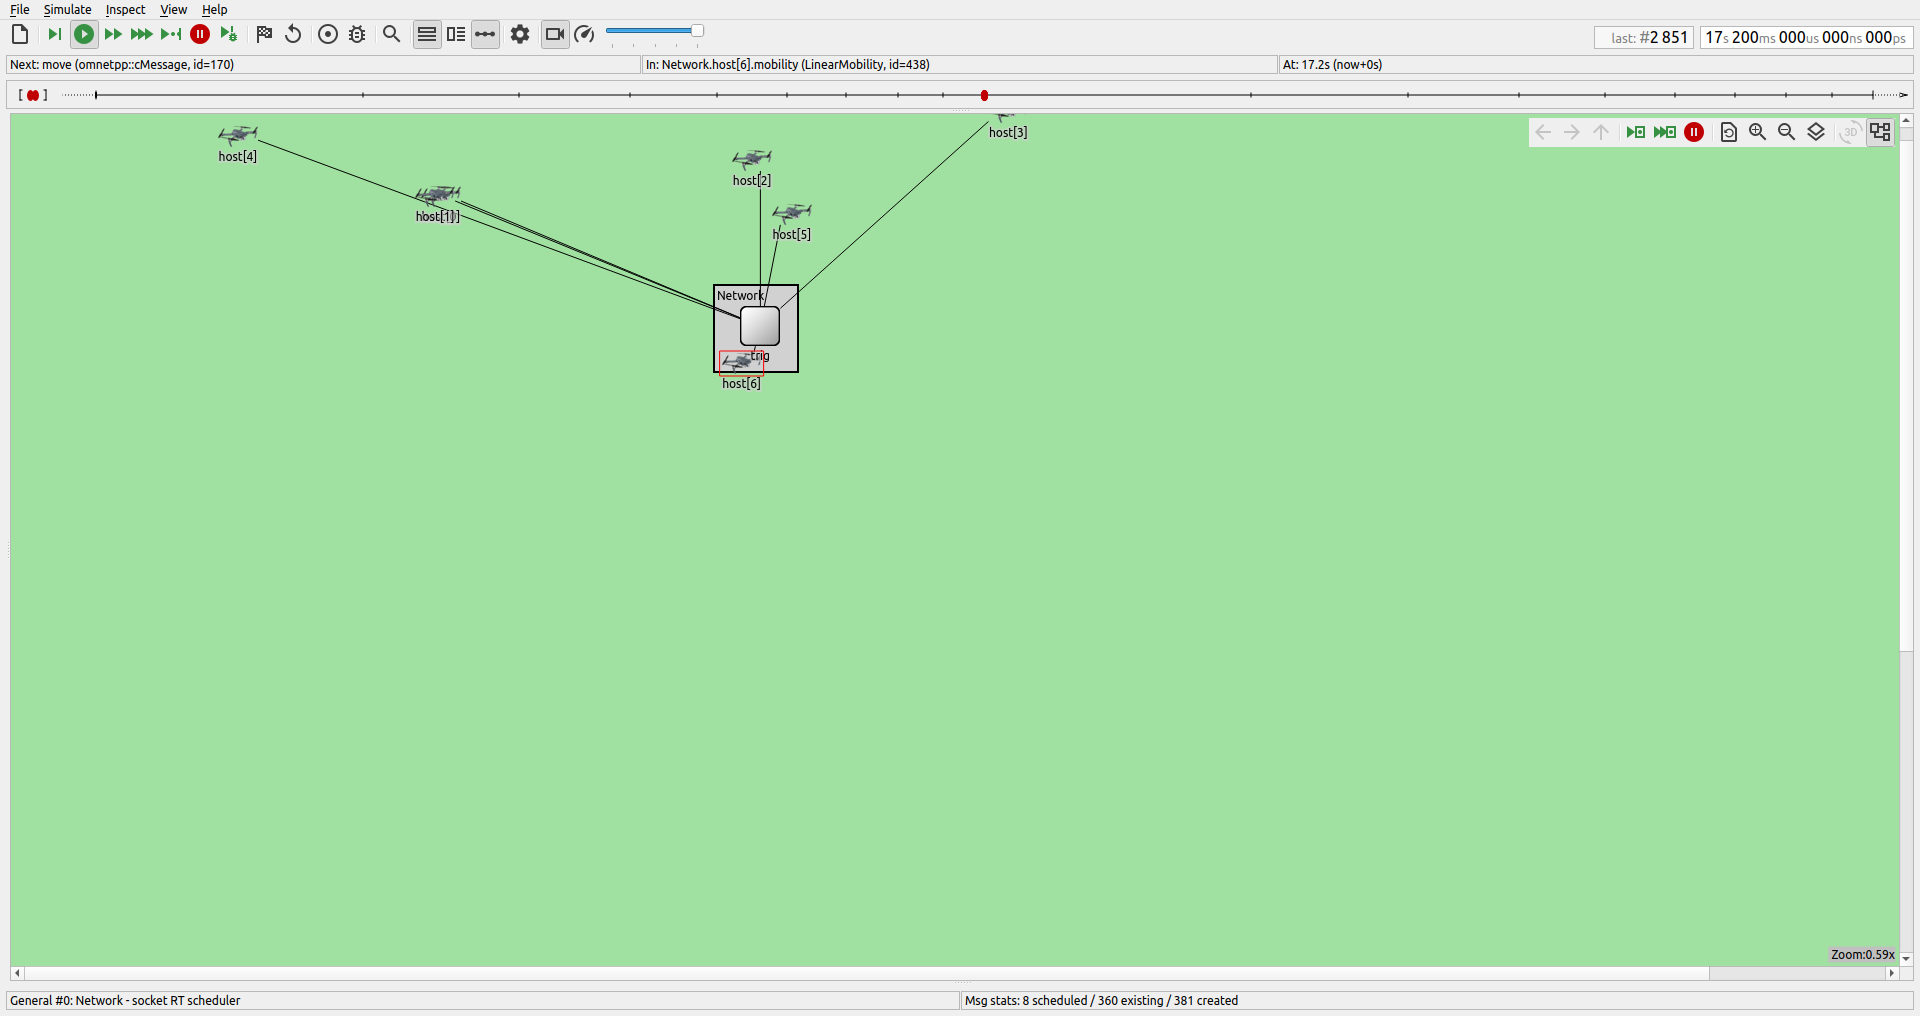 File Simulate Inspect View Help
last: #2 851
17s 200ms 000us 000ns 000ps
Next: move (omnetpp::cMessage, id=170)
In: Network.host[6].mobility (LinearMobility, id=438)
At: 17.2s (now+0s)
host[4]
host[3]
3D
host[2]
host[1]
host[5]
Network
trig
host[6]
Zoom:0.59x
General #0: Network - socket RT scheduler
Msg stats: 8 scheduled / 360 existing / 381 created